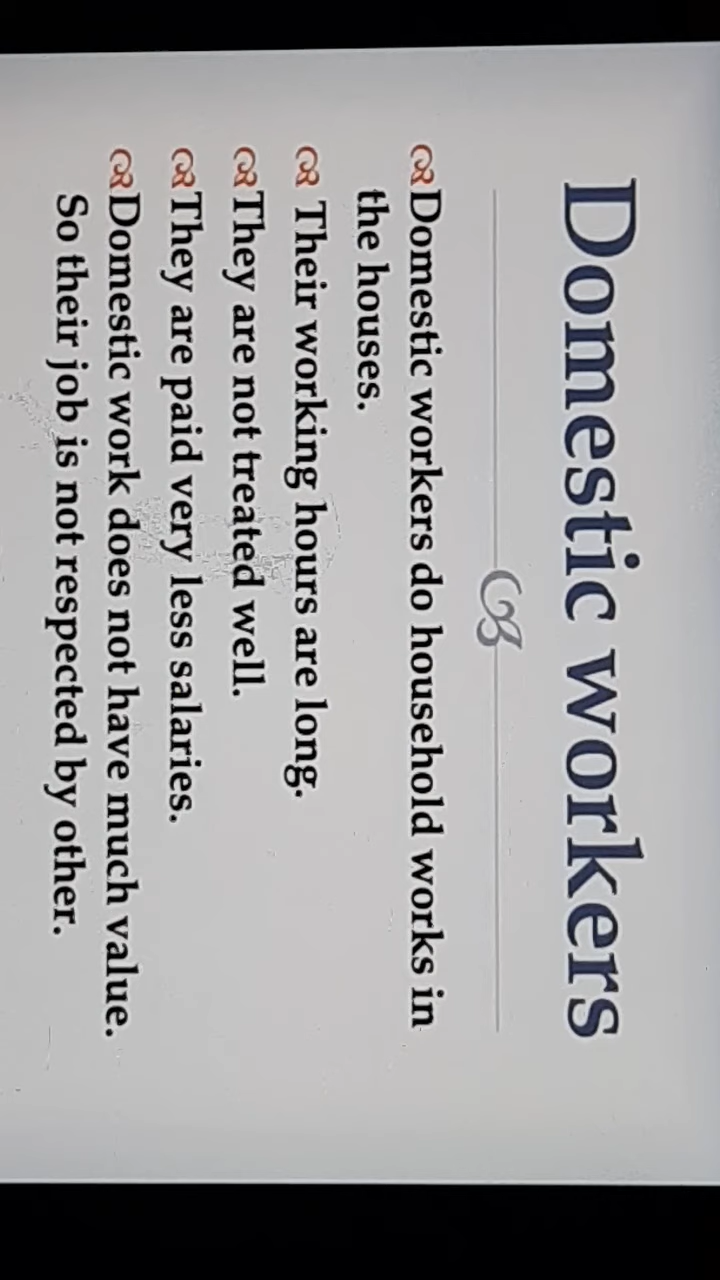 Domestic workers
Domestic workers do household works in
the houses.
Their working hours are long.
They are not treated well.
They are paid very less salaries.
Domestic work does not have much value.
So their job is not respected by other.